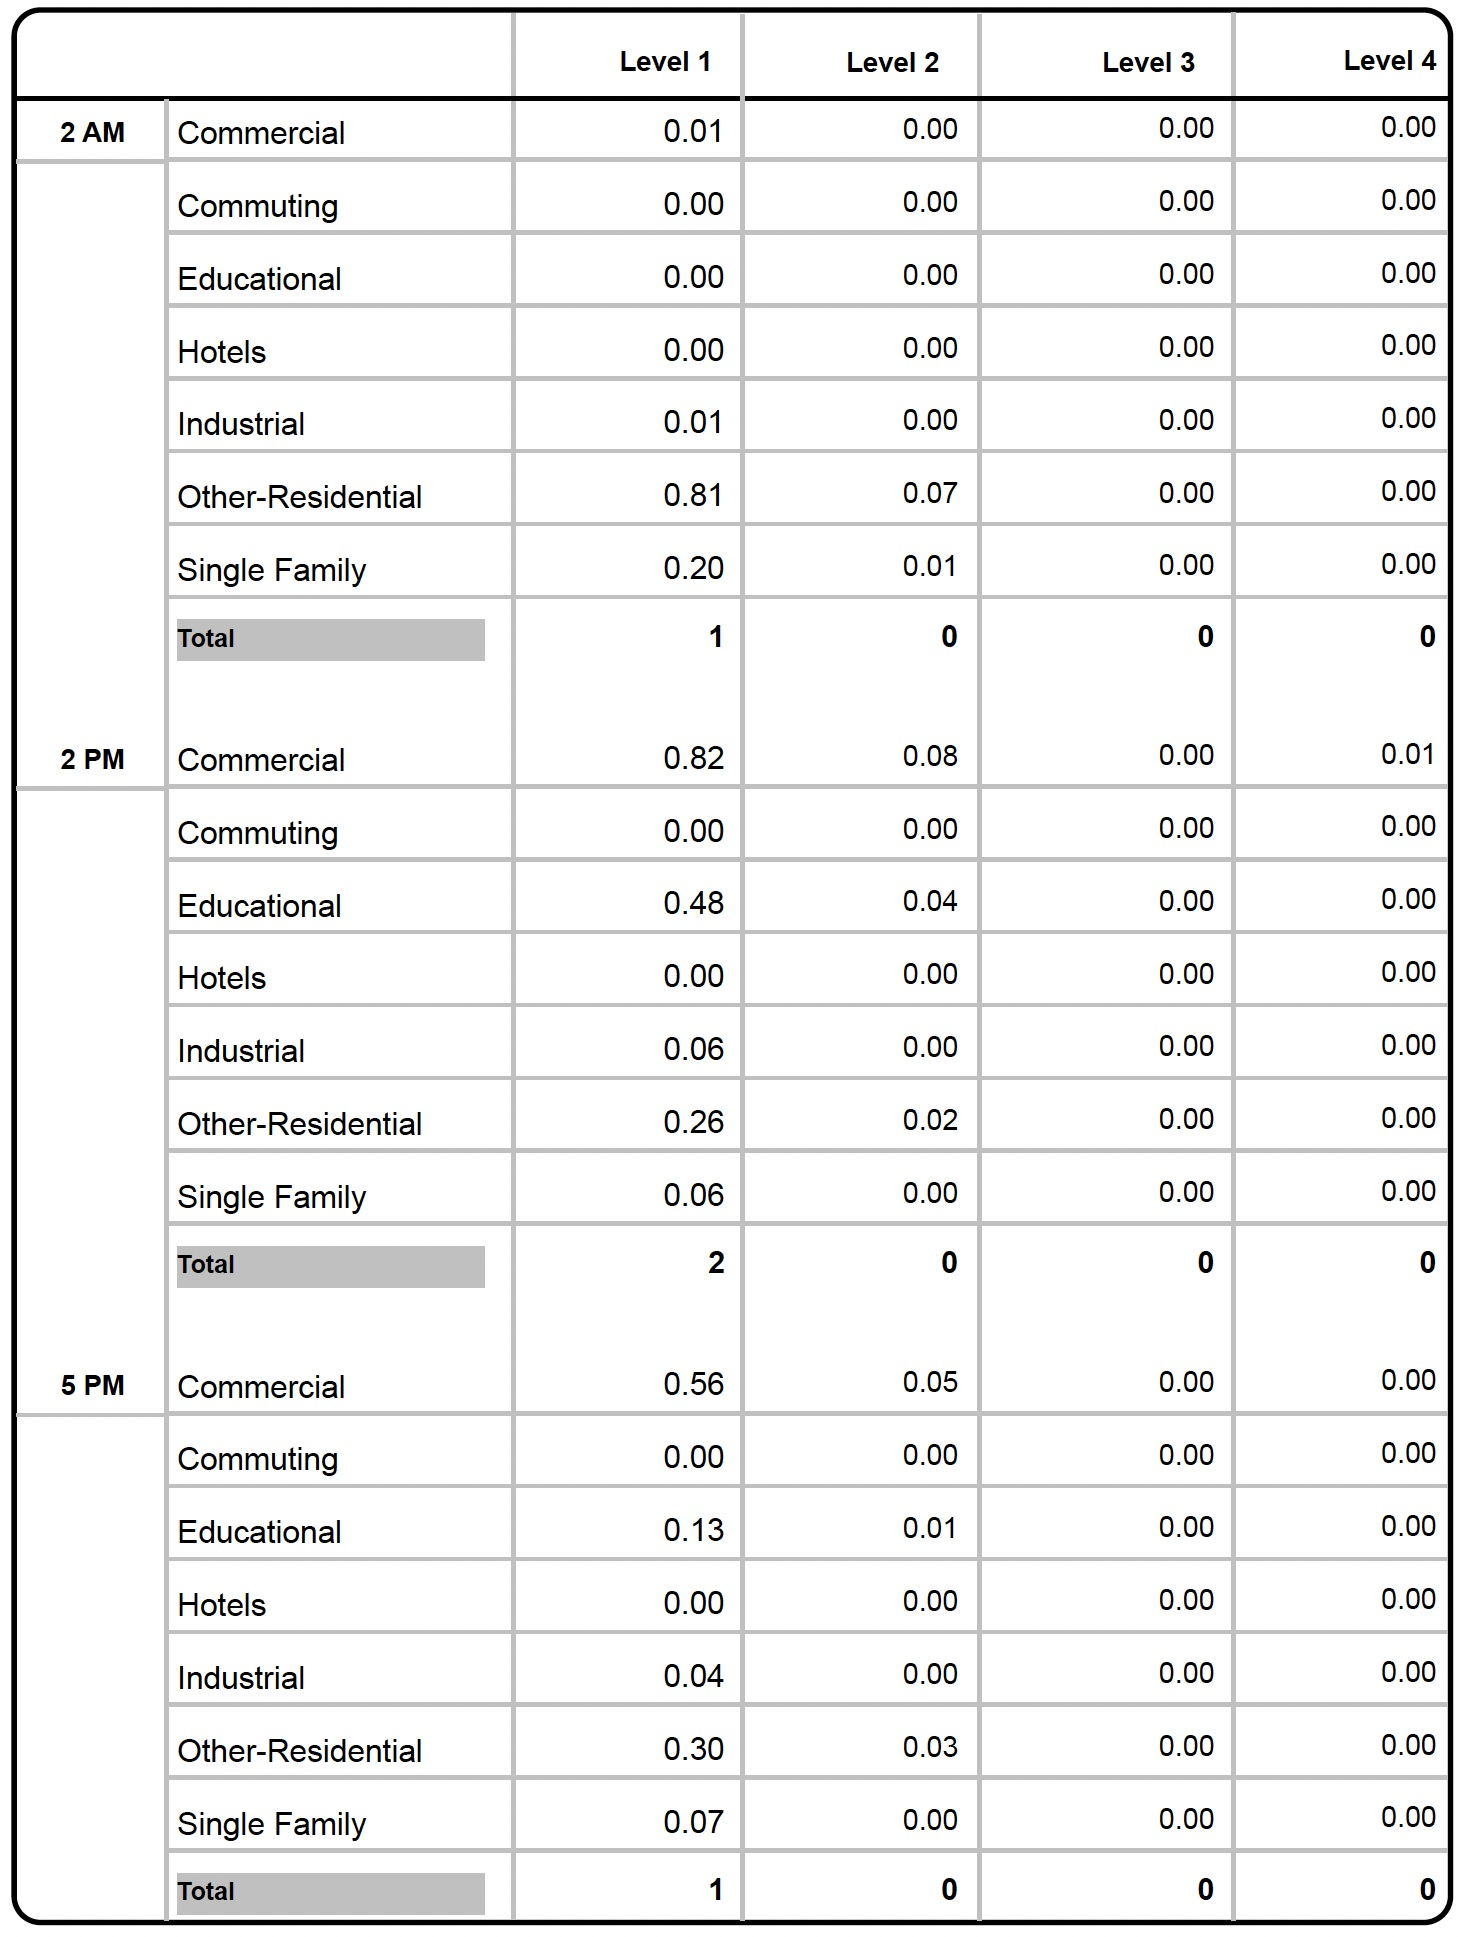 Level 1 Level 2 Level 3 Level 4
2 AM Commercial 0.01 0.00 0.00 0.00
Commuting 0.00 0.00 0.00 0.00
Educational 0.00 0.00 0.00 0.00
Hotels 0.00 0.00 0.00 0.00
Industrial 0.01 0.00 0.00 0.00
Other-Residential 0.81 0.07 0.00 0.00
Single Family 0.20 0.01 0.00 0.00
Total 1 0 0 0
2 PM Commercial 0.82 0.08 0.00 0.01
Commuting 0.00 0.00 0.00 0.00
Educational 0.48 0.04 0.00 0.00
Hotels 0.00 0.00 0.00 0.00
Industrial 0.06 0.00 0.00 0.00
Other-Residential 0.26 0.02 0.00 0.00
Single Family 0.06 0.00 0.00 0.00
Total 2 0 0 0
5 PM Commercial 0.56 0.05 0.00 0.00
Commuting 0.00 0.00 0.00 0.00
Educational 0.13 0.01 0.00 0.00
Hotels 0.00 0.00 0.00 0.00
Industrial 0.04 0.00 0.00 0.00
Other-Residential 0.30 0.03 0.00 0.00
Single Family 0.07 0.00 0.00 0.00
Total 1 0 0 0